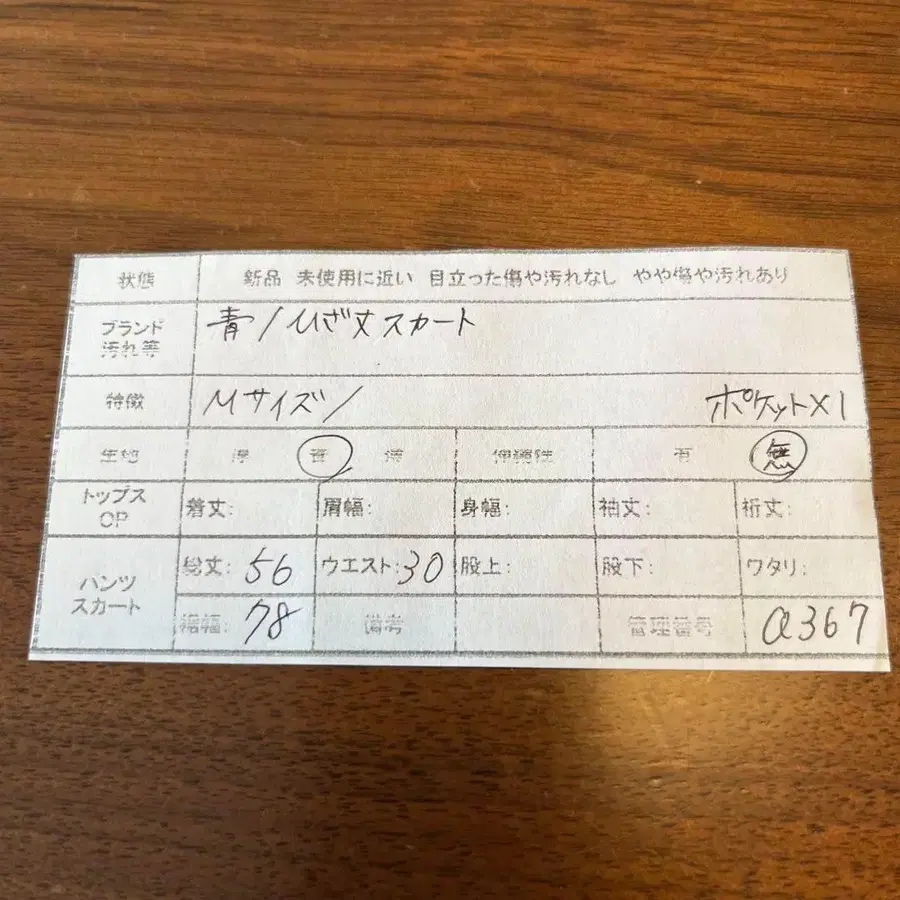 状態 新品 未使用に近い 目立った傷や汚れなし やや傷や汚れあり
ブランド
汚れ等
青/ひざ丈スカート
特徴 Mサイズ/ ポケット×1
生地 厚 普 薄 伸縮性 有 無
トップス
OP
着丈: 肩幅: 身幅: 袖丈: 裄丈:
パンツ
スカート
総丈: 56 ウエスト: 30 股上: 股下: ワタリ:
裾幅: 78 備考 管理番号 a367